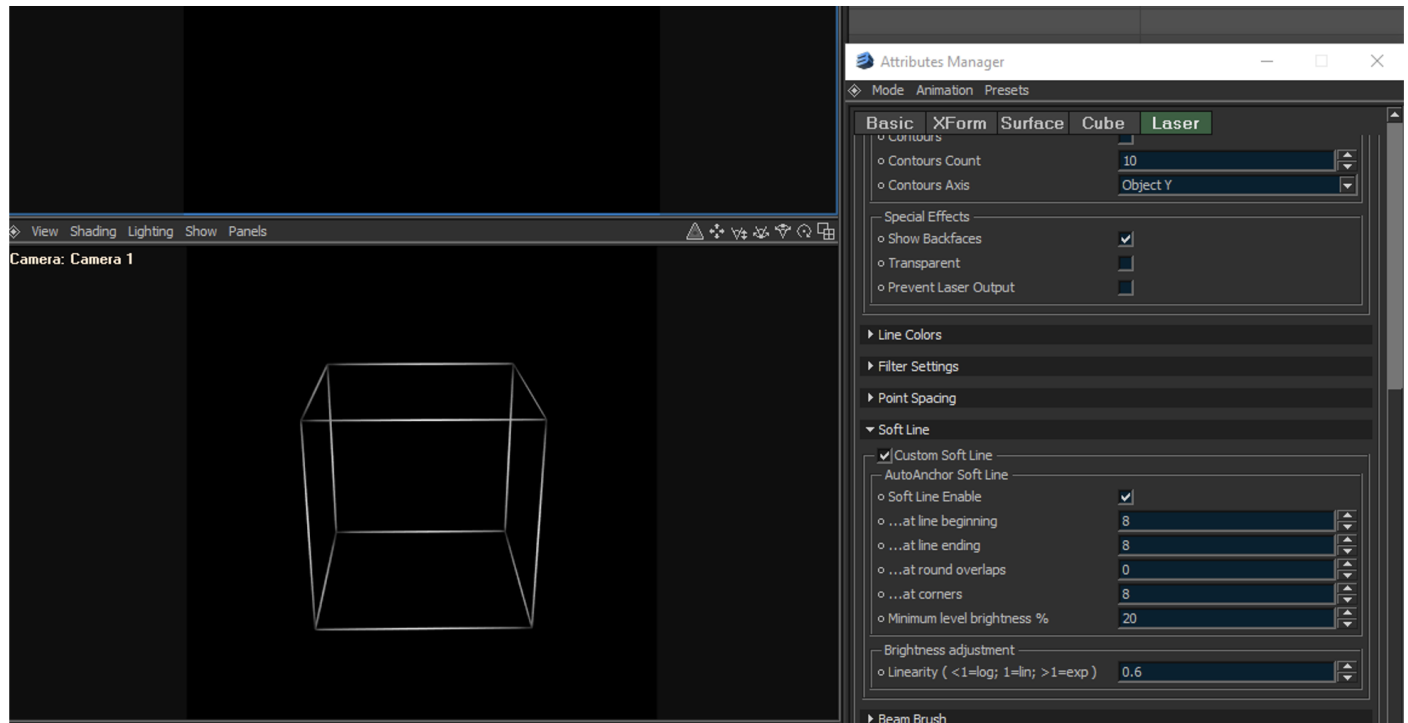 Attributes Manager
Mode Animation Presets
Basic XForm Surface Cube Laser
Contours
Contours Count 10
Contours Axis Object Y
Special Effects
Show Backfaces
Transparent
Prevent Laser Output
Line Colors
Filter Settings
Point Spacing
Soft Line
Custom Soft Line
AutoAnchor Soft Line
Soft Line Enable
...at line beginning 8
...at line ending 8
...at round overlaps 0
...at corners 8
Minimum level brightness % 20
Brightness adjustment
Linearity ( <1=log; 1=lin; >1=exp ) 0.6
Beam Brush
View Shading Lighting Show Panels
Camera: Camera 1